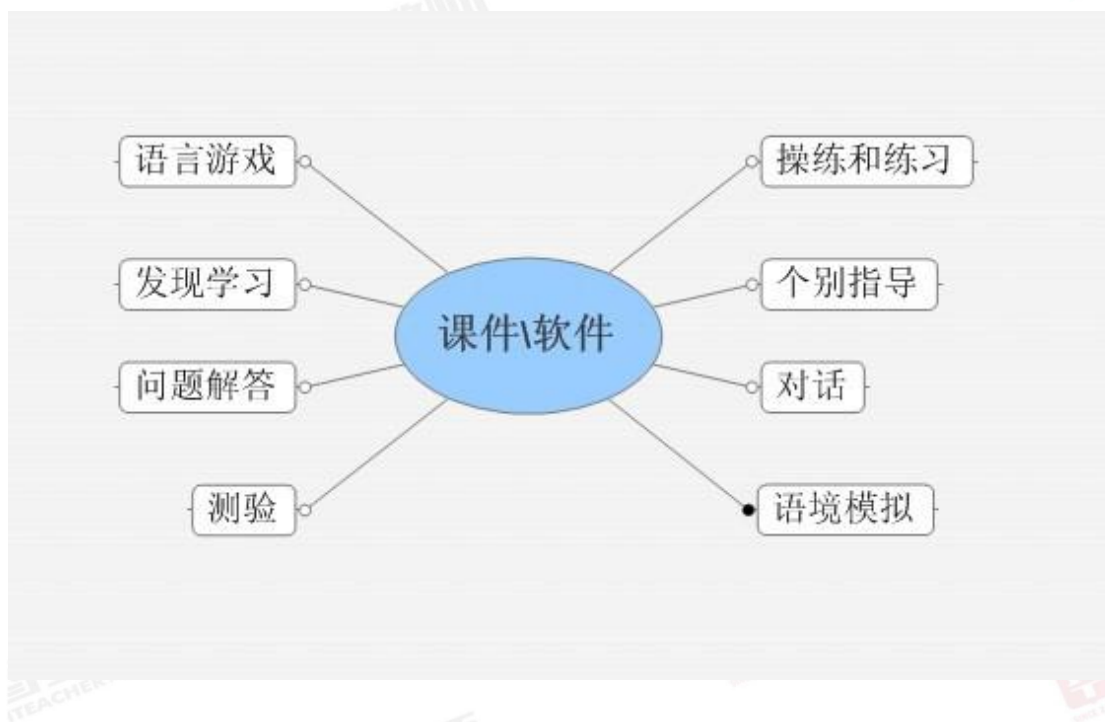 语言游戏
操练和练习
发现学习
个别指导
课件\软件
问题解答
对话
测验
语境模拟